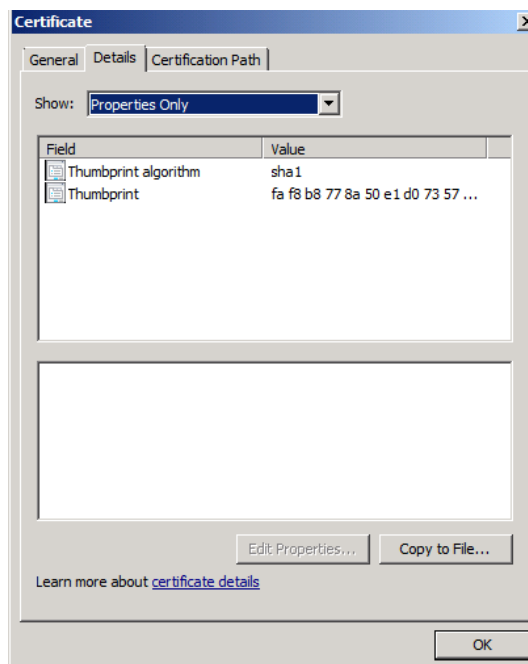 Certificate
General Details Certification Path
Show: Properties Only
Field Value
Thumbprint algorithm sha1
Thumbprint fa f8 b8 77 8a 50 e1 d0 73 57 ...
Edit Properties... Copy to File...
Learn more about certificate details
OK